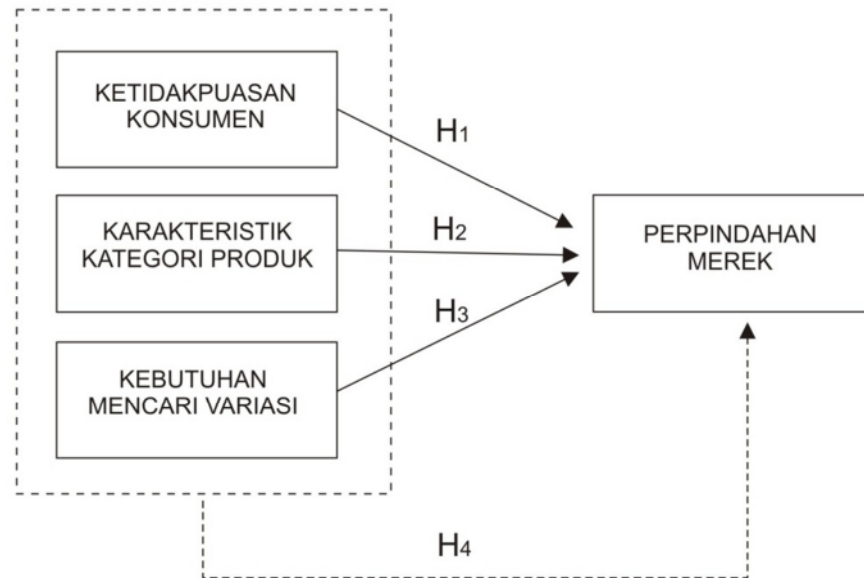 KETIDAKPUASAN
KONSUMEN
H1
KARAKTERISTIK
KATEGORI PRODUK
H2
PERPINDAHAN
MEREK
H3
KEBUTUHAN
MENCARI VARIASI
H4